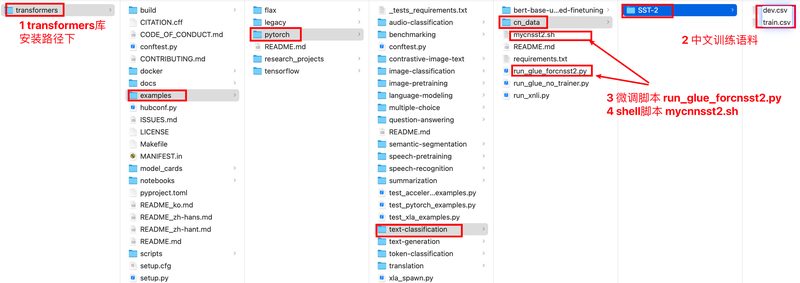 transformers
1 transformers库
安装路径下
build
CITATION.cff
CODE_OF_CONDUCT.md
conftest.py
CONTRIBUTING.md
docker
docs
examples
hubconf.py
ISSUES.md
LICENSE
Makefile
MANIFEST.in
model_cards
notebooks
pyproject.toml
README_ko.md
README_zh-hans.md
README_zh-hant.md
README.md
scripts
setup.cfg
setup.py
flax
legacy
pytorch
README.md
research_projects
tensorflow
_tests_requirements.txt
audio-classification
benchmarking
conftest.py
contrastive-image-text
image-classification
image-pretraining
language-modeling
multiple-choice
question-answering
README.md
semantic-segmentation
speech-pretraining
speech-recognition
summarization
test_acceler...examples.py
test_pytorch_examples.py
test_xla_examples.py
text-classification
text-generation
token-classification
translation
xla_spawn.py
bert-base-u...ed-finetuning
cn_data
mycnsst2.sh
README.md
requirements.txt
run_glue_forcnsst2.py
run_glue_no_trainer.py
run_xnli.py
3 微调脚本 run_glue_forcnsst2.py
4 shell脚本 mycnnsst2.sh
SST-2
2 中文训练语料
dev.csv
train.csv